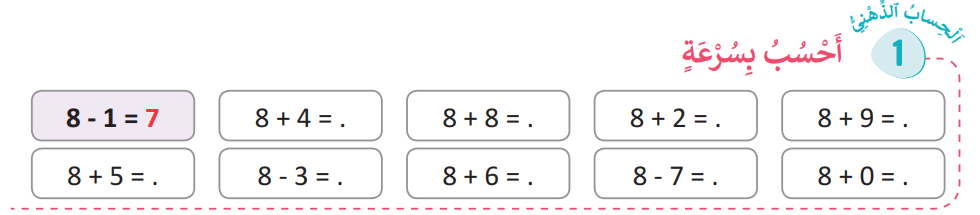 اَلْحِسابُ ٱلذِّهْنِيُّ
1 أَحْسُبُ بِسُرْعَةٍ
8 - 1 = 7 8 + 4 = . 8 + 8 = . 8 + 2 = . 8 + 9 = .
8 + 5 = . 8 - 3 = . 8 + 6 = . 8 - 7 = . 8 + 0 = .